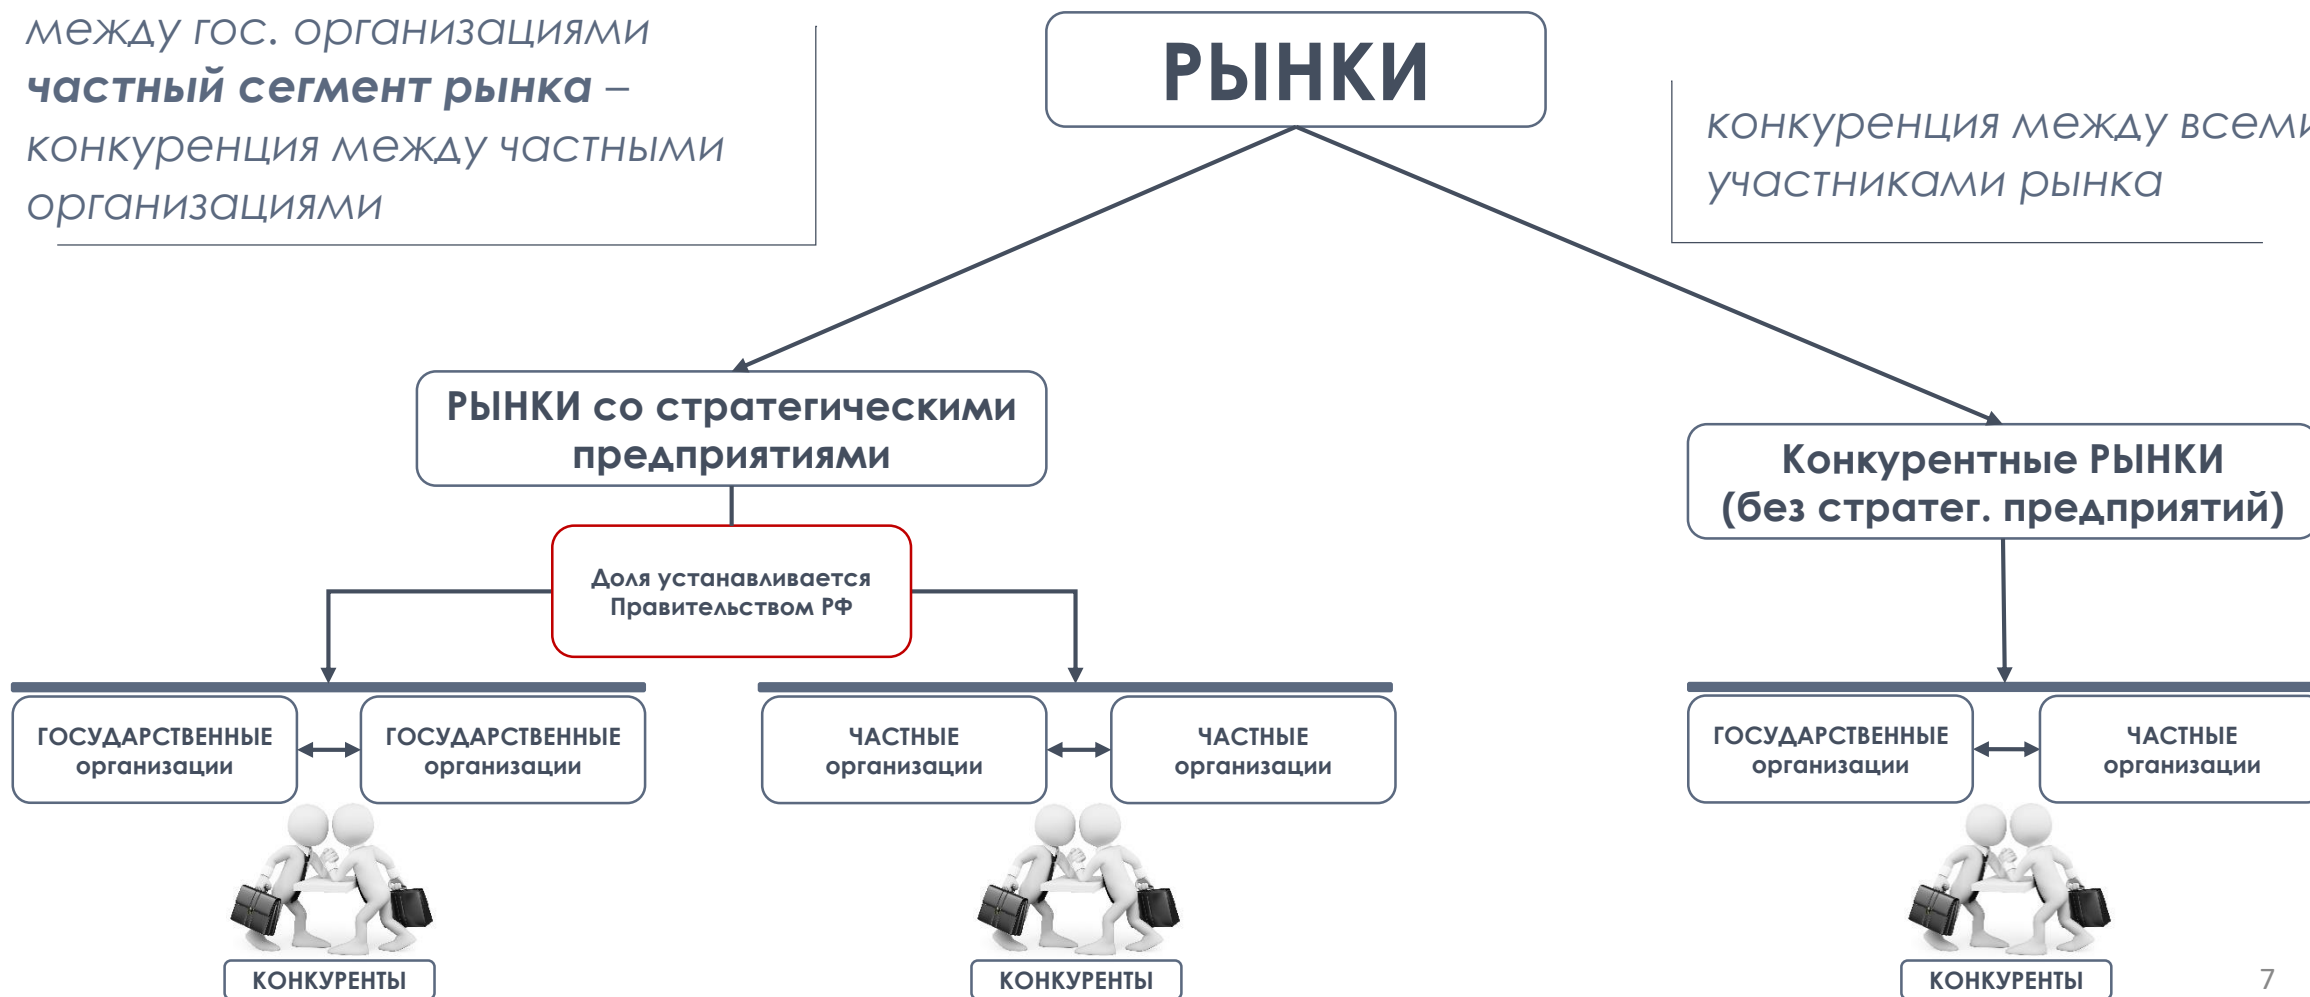 между гос. организациями
частный сегмент рынка –
конкуренция между частными
организациями
РЫНКИ
конкуренция между всеми
участниками рынка
РЫНКИ со стратегическими
предприятиями
Конкурентные РЫНКИ
(без стратег. предприятий)
Доля устанавливается
Правительством РФ
ГОСУДАРСТВЕННЫЕ
организации
ГОСУДАРСТВЕННЫЕ
организации
ЧАСТНЫЕ
организации
ЧАСТНЫЕ
организации
ГОСУДАРСТВЕННЫЕ
организации
ЧАСТНЫЕ
организации
КОНКУРЕНТЫ
КОНКУРЕНТЫ
КОНКУРЕНТЫ
7